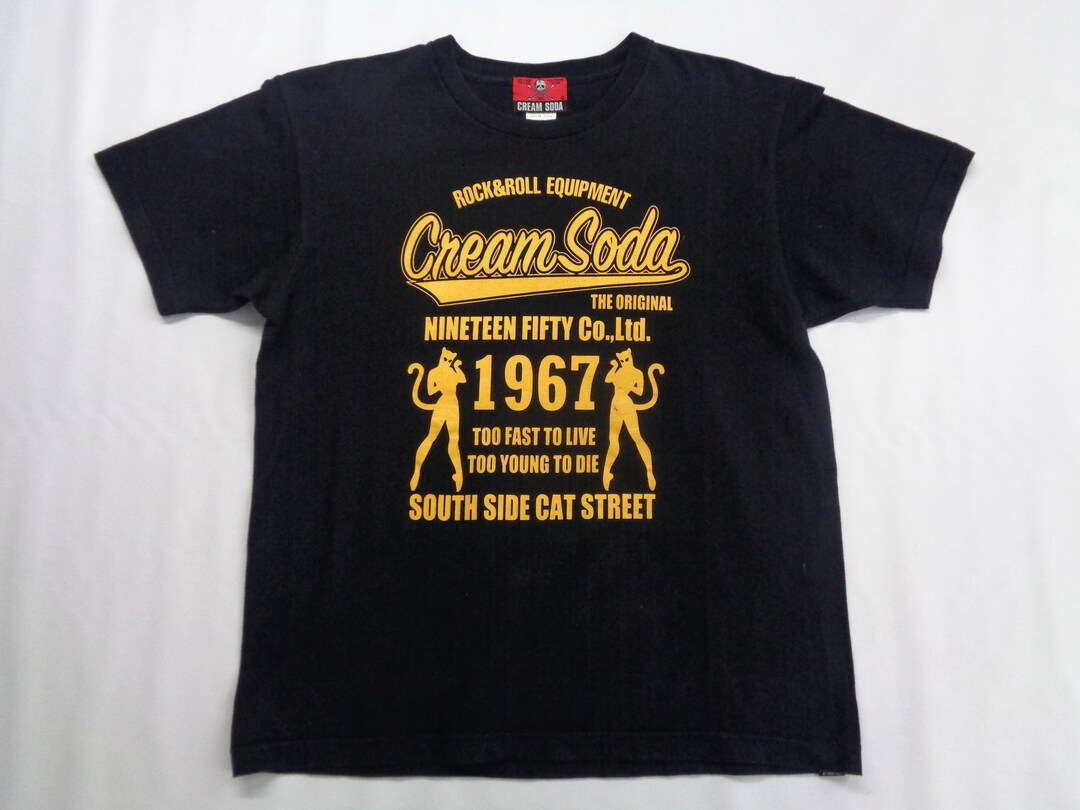 CREAM SODA
ROCK&ROLL EQUIPMENT
Cream Soda
THE ORIGINAL
NINETEEN FIFTY Co.,Ltd.
1967
TOO FAST TO LIVE
TOO YOUNG TO DIE
SOUTH SIDE CAT STREET